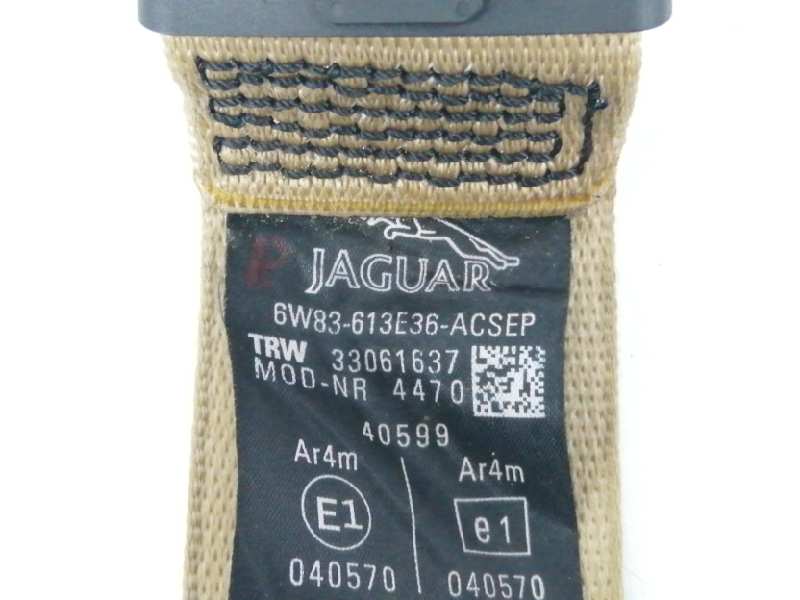 P
JAGUAR
6W83-613E36-ACSEP
TRW 33061637
MOD-NR 4470
40599
Ar4m Ar4m
E1 e1
040570 040570